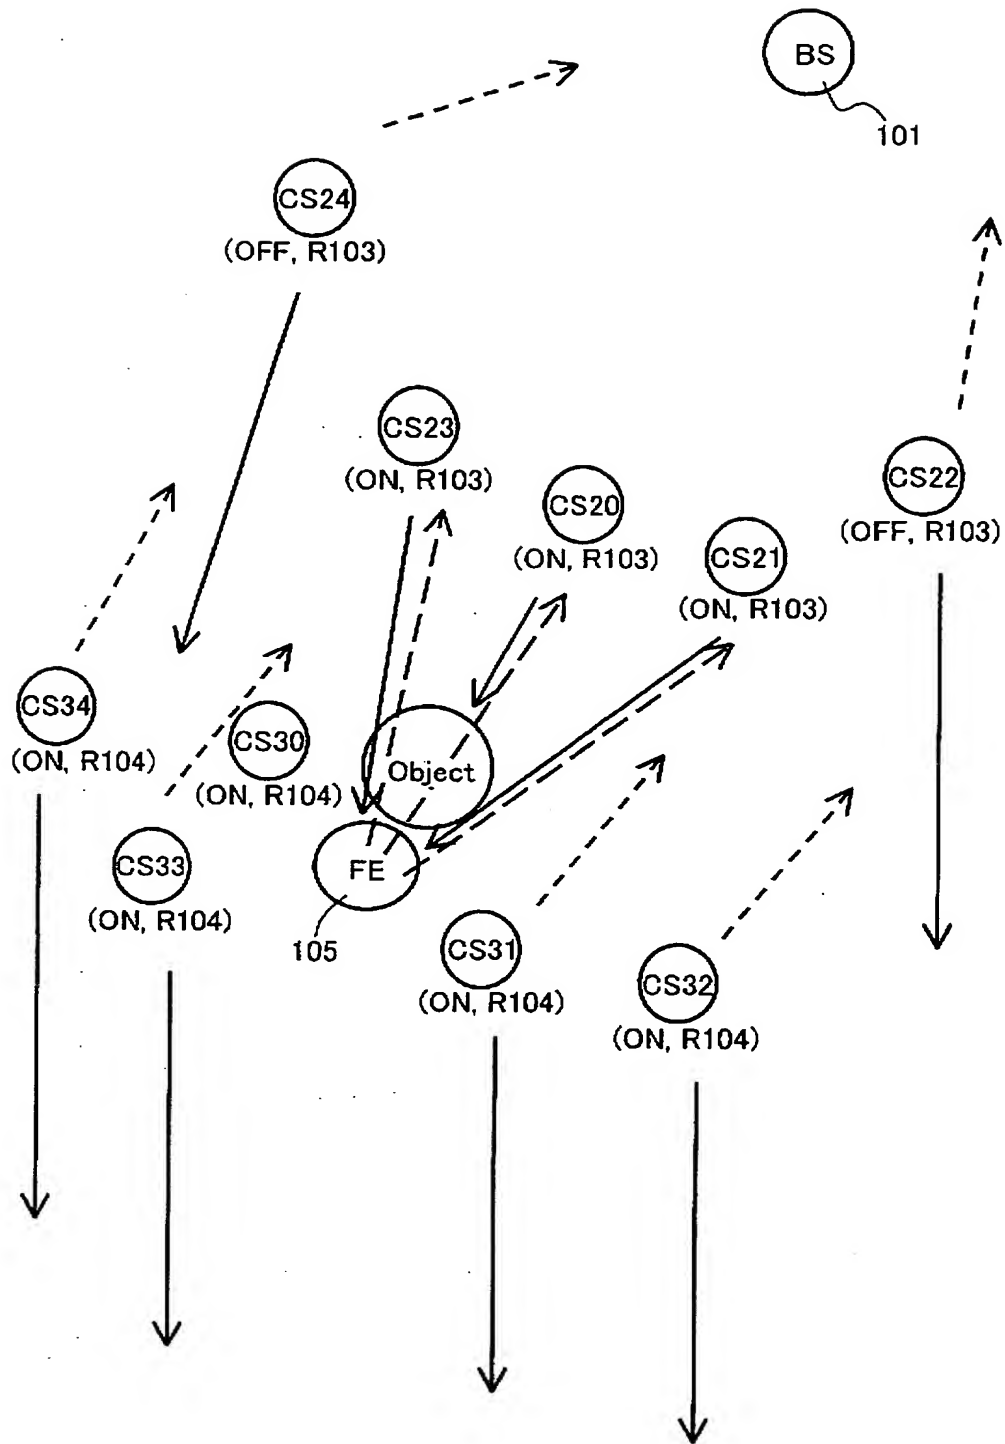 BS
101
CS24
(OFF, R103)
CS23
(ON, R103)
CS20
(ON, R103)
CS22
(OFF, R103)
CS21
(ON, R103)
CS34
(ON, R104)
CS30
(ON, R104)
Object
CS33
(ON, R104)
FE
105
CS31
(ON, R104)
CS32
(ON, R104)